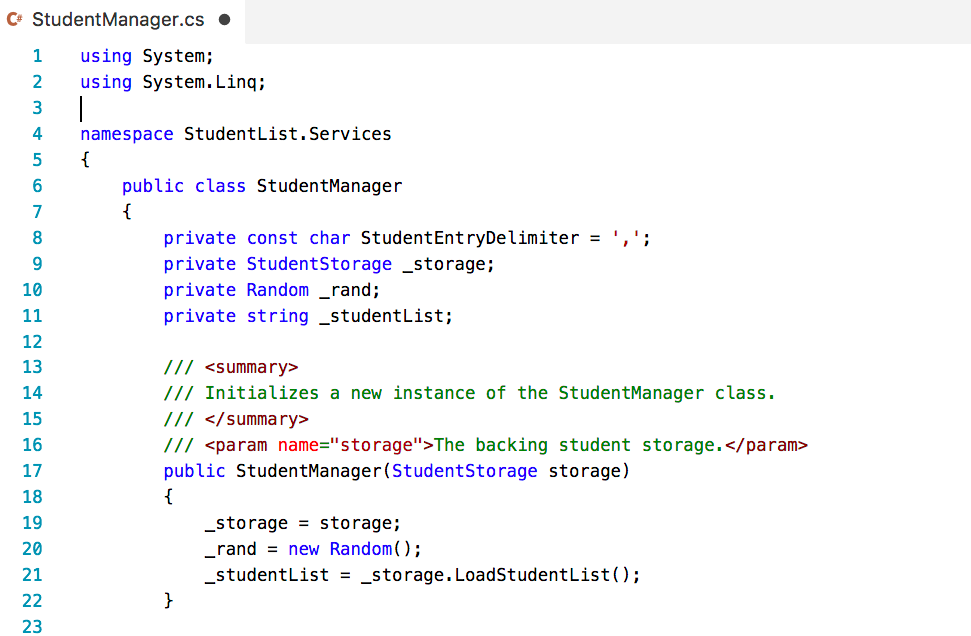 C# StudentManager.cs
1 using System;
2 using System.Linq;
3
4 namespace StudentList.Services
5 {
6     public class StudentManager
7     {
8         private const char StudentEntryDelimiter = ',';
9         private StudentStorage _storage;
10         private Random _rand;
11         private string _studentList;
12
13         /// <summary>
14         /// Initializes a new instance of the StudentManager class.
15         /// </summary>
16         /// <param name="storage">The backing student storage.</param>
17         public StudentManager(StudentStorage storage)
18         {
19             _storage = storage;
20             _rand = new Random();
21             _studentList = _storage.LoadStudentList();
22         }
23